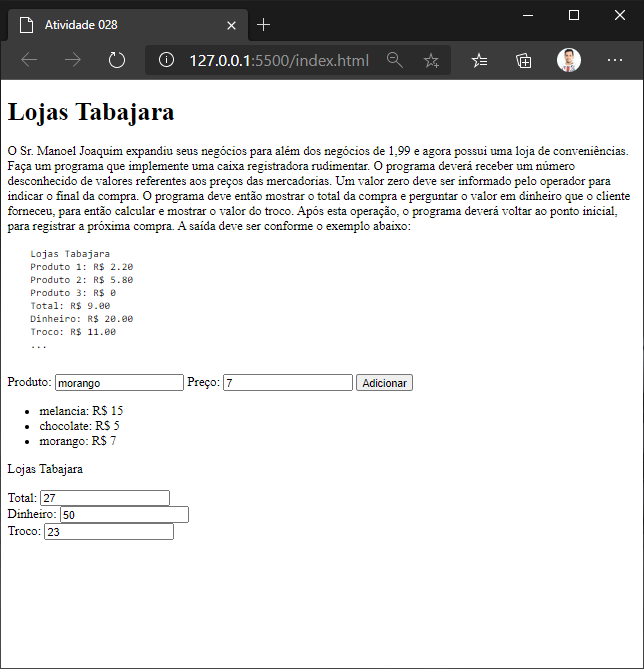 Atividade 028
127.0.0.1:5500/index.html
Lojas Tabajara
O Sr. Manoel Joaquim expandiu seus negócios para além dos negócios de 1,99 e agora possui uma loja de conveniências.
Faça um programa que implemente uma caixa registradora rudimentar. O programa deverá receber um número
desconhecido de valores referentes aos preços das mercadorias. Um valor zero deve ser informado pelo operador para
indicar o final da compra. O programa deve então mostrar o total da compra e perguntar o valor em dinheiro que o cliente
forneceu, para então calcular e mostrar o valor do troco. Após esta operação, o programa deverá voltar ao ponto inicial,
para registrar a próxima compra. A saída deve ser conforme o exemplo abaixo:
Lojas Tabajara
Produto 1: R$ 2.20
Produto 2: R$ 5.80
Produto 3: R$ 0
Total: R$ 9.00
Dinheiro: R$ 20.00
Troco: R$ 11.00
...
Produto: morango Preço: 7 Adicionar
melancia: R$ 15
chocolate: R$ 5
morango: R$ 7
Lojas Tabajara
Total: 27
Dinheiro: 50
Troco: 23